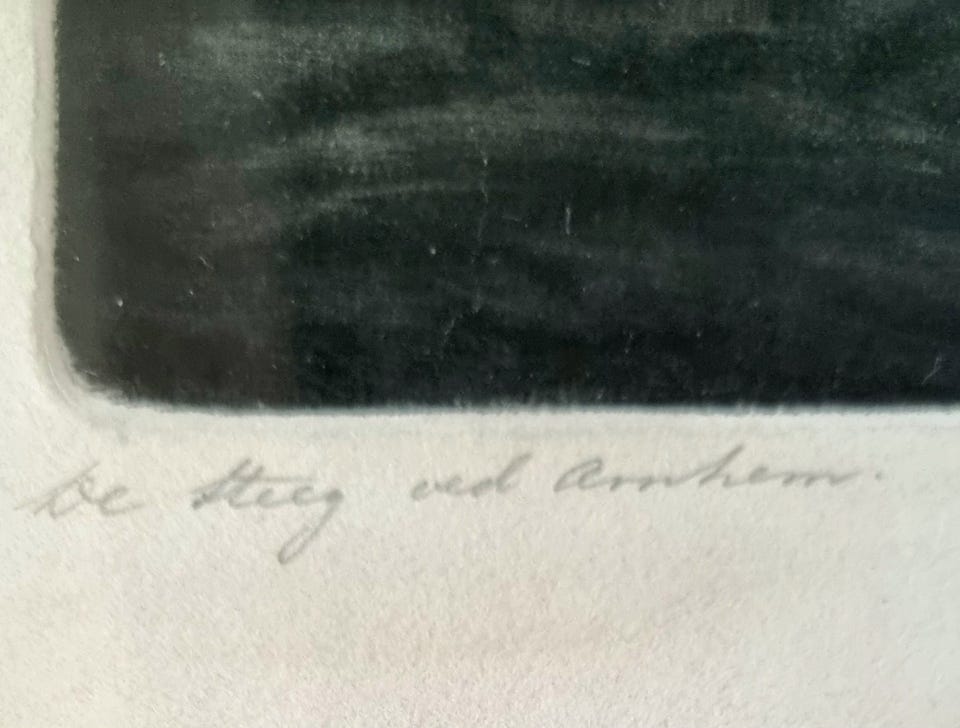 De Steeg ved Arnhem.